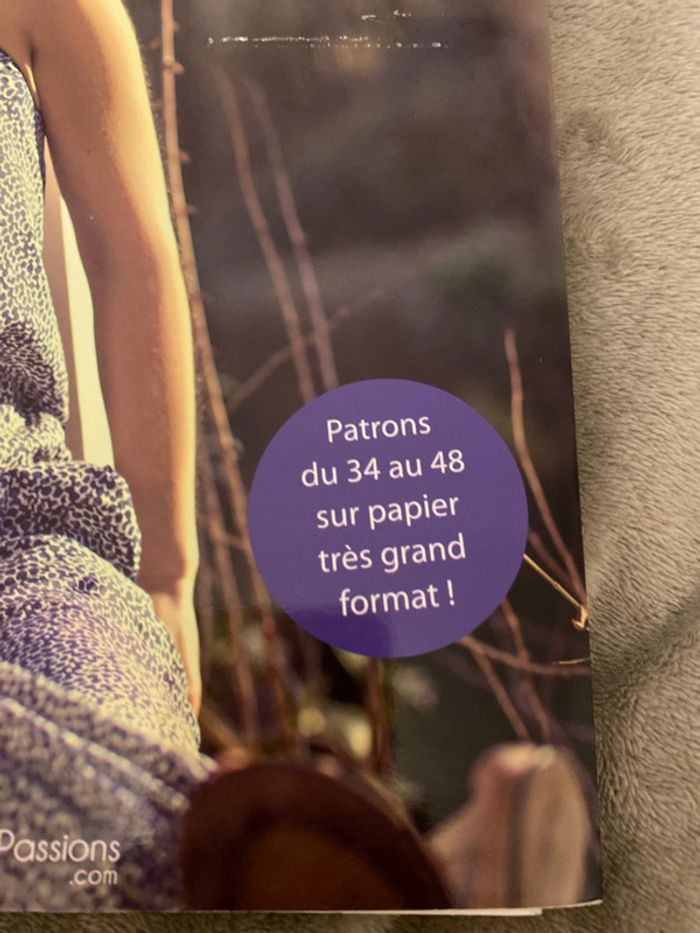 Patrons
du 34 au 48
sur papier
très grand
format !
Passions
.com